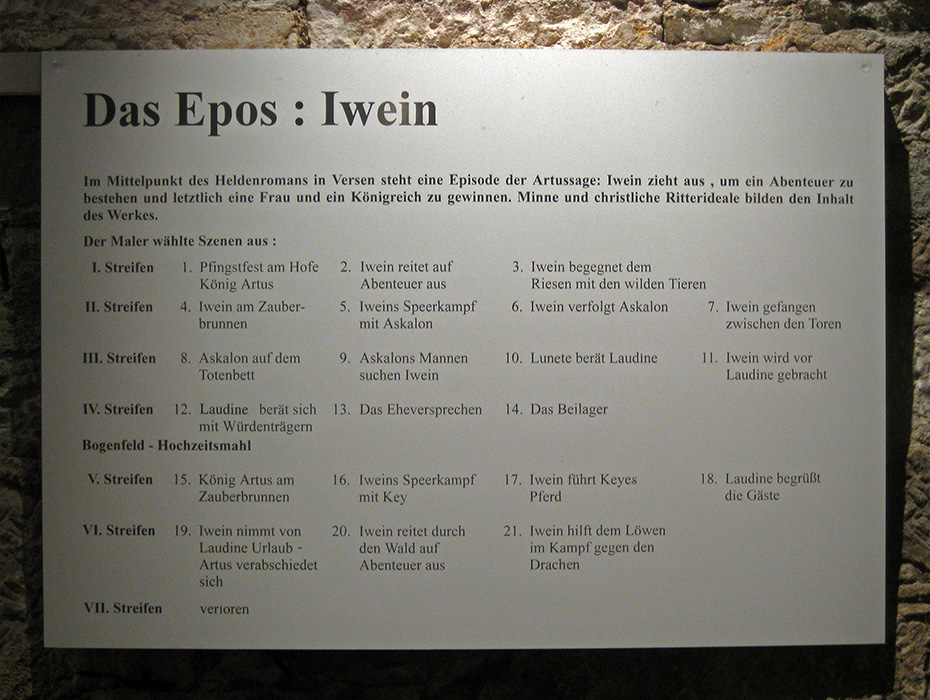 Das Epos : Iwein
Im Mittelpunkt des Heldenromans in Versen steht eine Episode der Artussage: Iwein zieht aus , um ein Abenteuer zu
bestehen und letztlich eine Frau und ein Königreich zu gewinnen. Minne und christliche Ritterideale bilden den Inhalt
des Werkes.
Der Maler wählte Szenen aus :
I. Streifen 1. Pfingstfest am Hofe 2. Iwein reitet auf 3. Iwein begegnet dem
König Artus Abenteuer aus Riesen mit den wilden Tieren
II. Streifen 4. Iwein am Zauber- 5. Iweins Speerkampf 6. Iwein verfolgt Askalon 7. Iwein gefangen
brunnen mit Askalon zwischen den Toren
III. Streifen 8. Askalon auf dem 9. Askalons Mannen 10. Lunete berät Laudine 11. Iwein wird vor
Totenbett suchen Iwein Laudine gebracht
IV. Streifen 12. Laudine berät sich 13. Das Eheversprechen 14. Das Beilager
mit Würdenträgern
Bogenfeld - Hochzeitsmahl
V. Streifen 15. König Artus am 16. Iweins Speerkampf 17. Iwein führt Keyes 18. Laudine begrüßt
Zauberbrunnen mit Key Pferd die Gäste
VI. Streifen 19. Iwein nimmt von 20. Iwein reitet durch 21. Iwein hilft dem Löwen
Laudine Urlaub - den Wald auf im Kampf gegen den
Artus verabschiedet Abenteuer aus Drachen
sich
VII. Streifen verloren